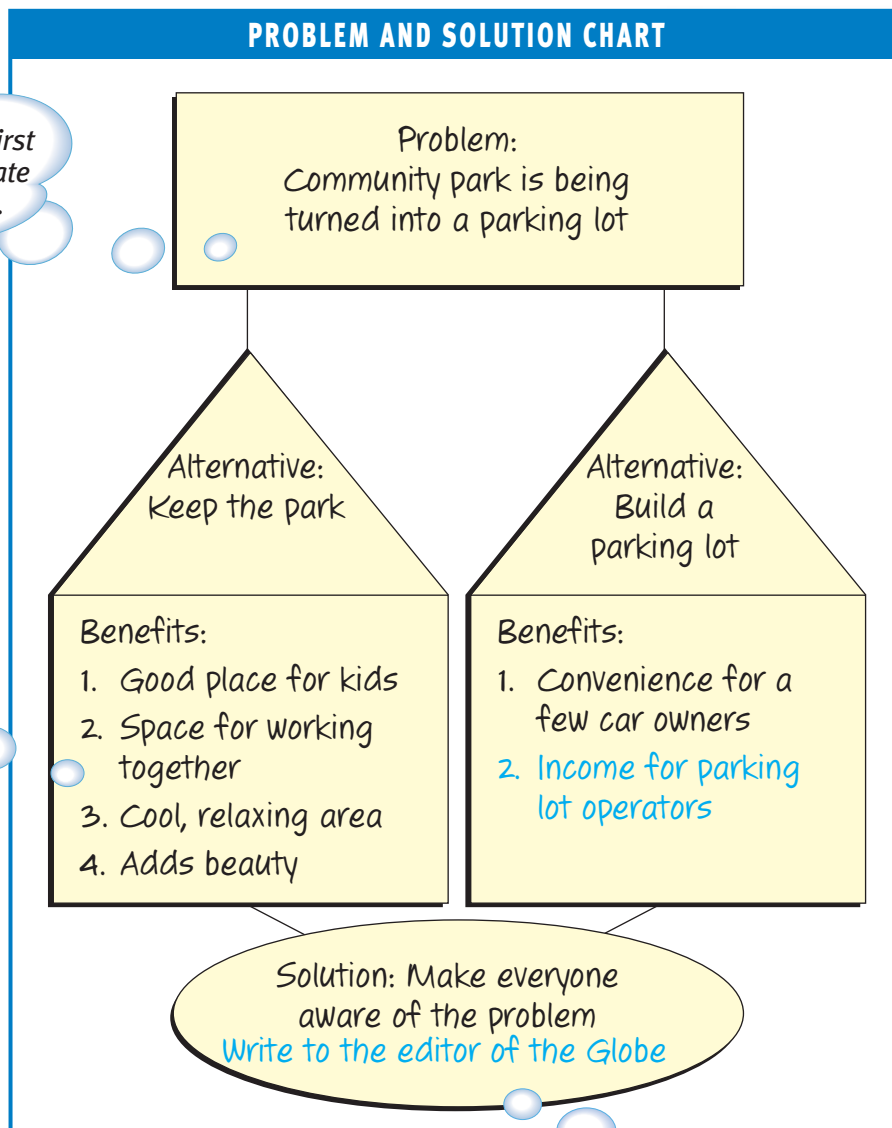 PROBLEM AND SOLUTION CHART
Problem:
Community park is being
turned into a parking lot
Alternative:
Keep the park
Alternative:
Build a
parking lot
Benefits:
1. Good place for kids
2. Space for working
together
3. Cool, relaxing area
4. Adds beauty
Benefits:
1. Convenience for a
few car owners
2. Income for parking
lot operators
Solution: Make everyone
aware of the problem
Write to the editor of the Globe